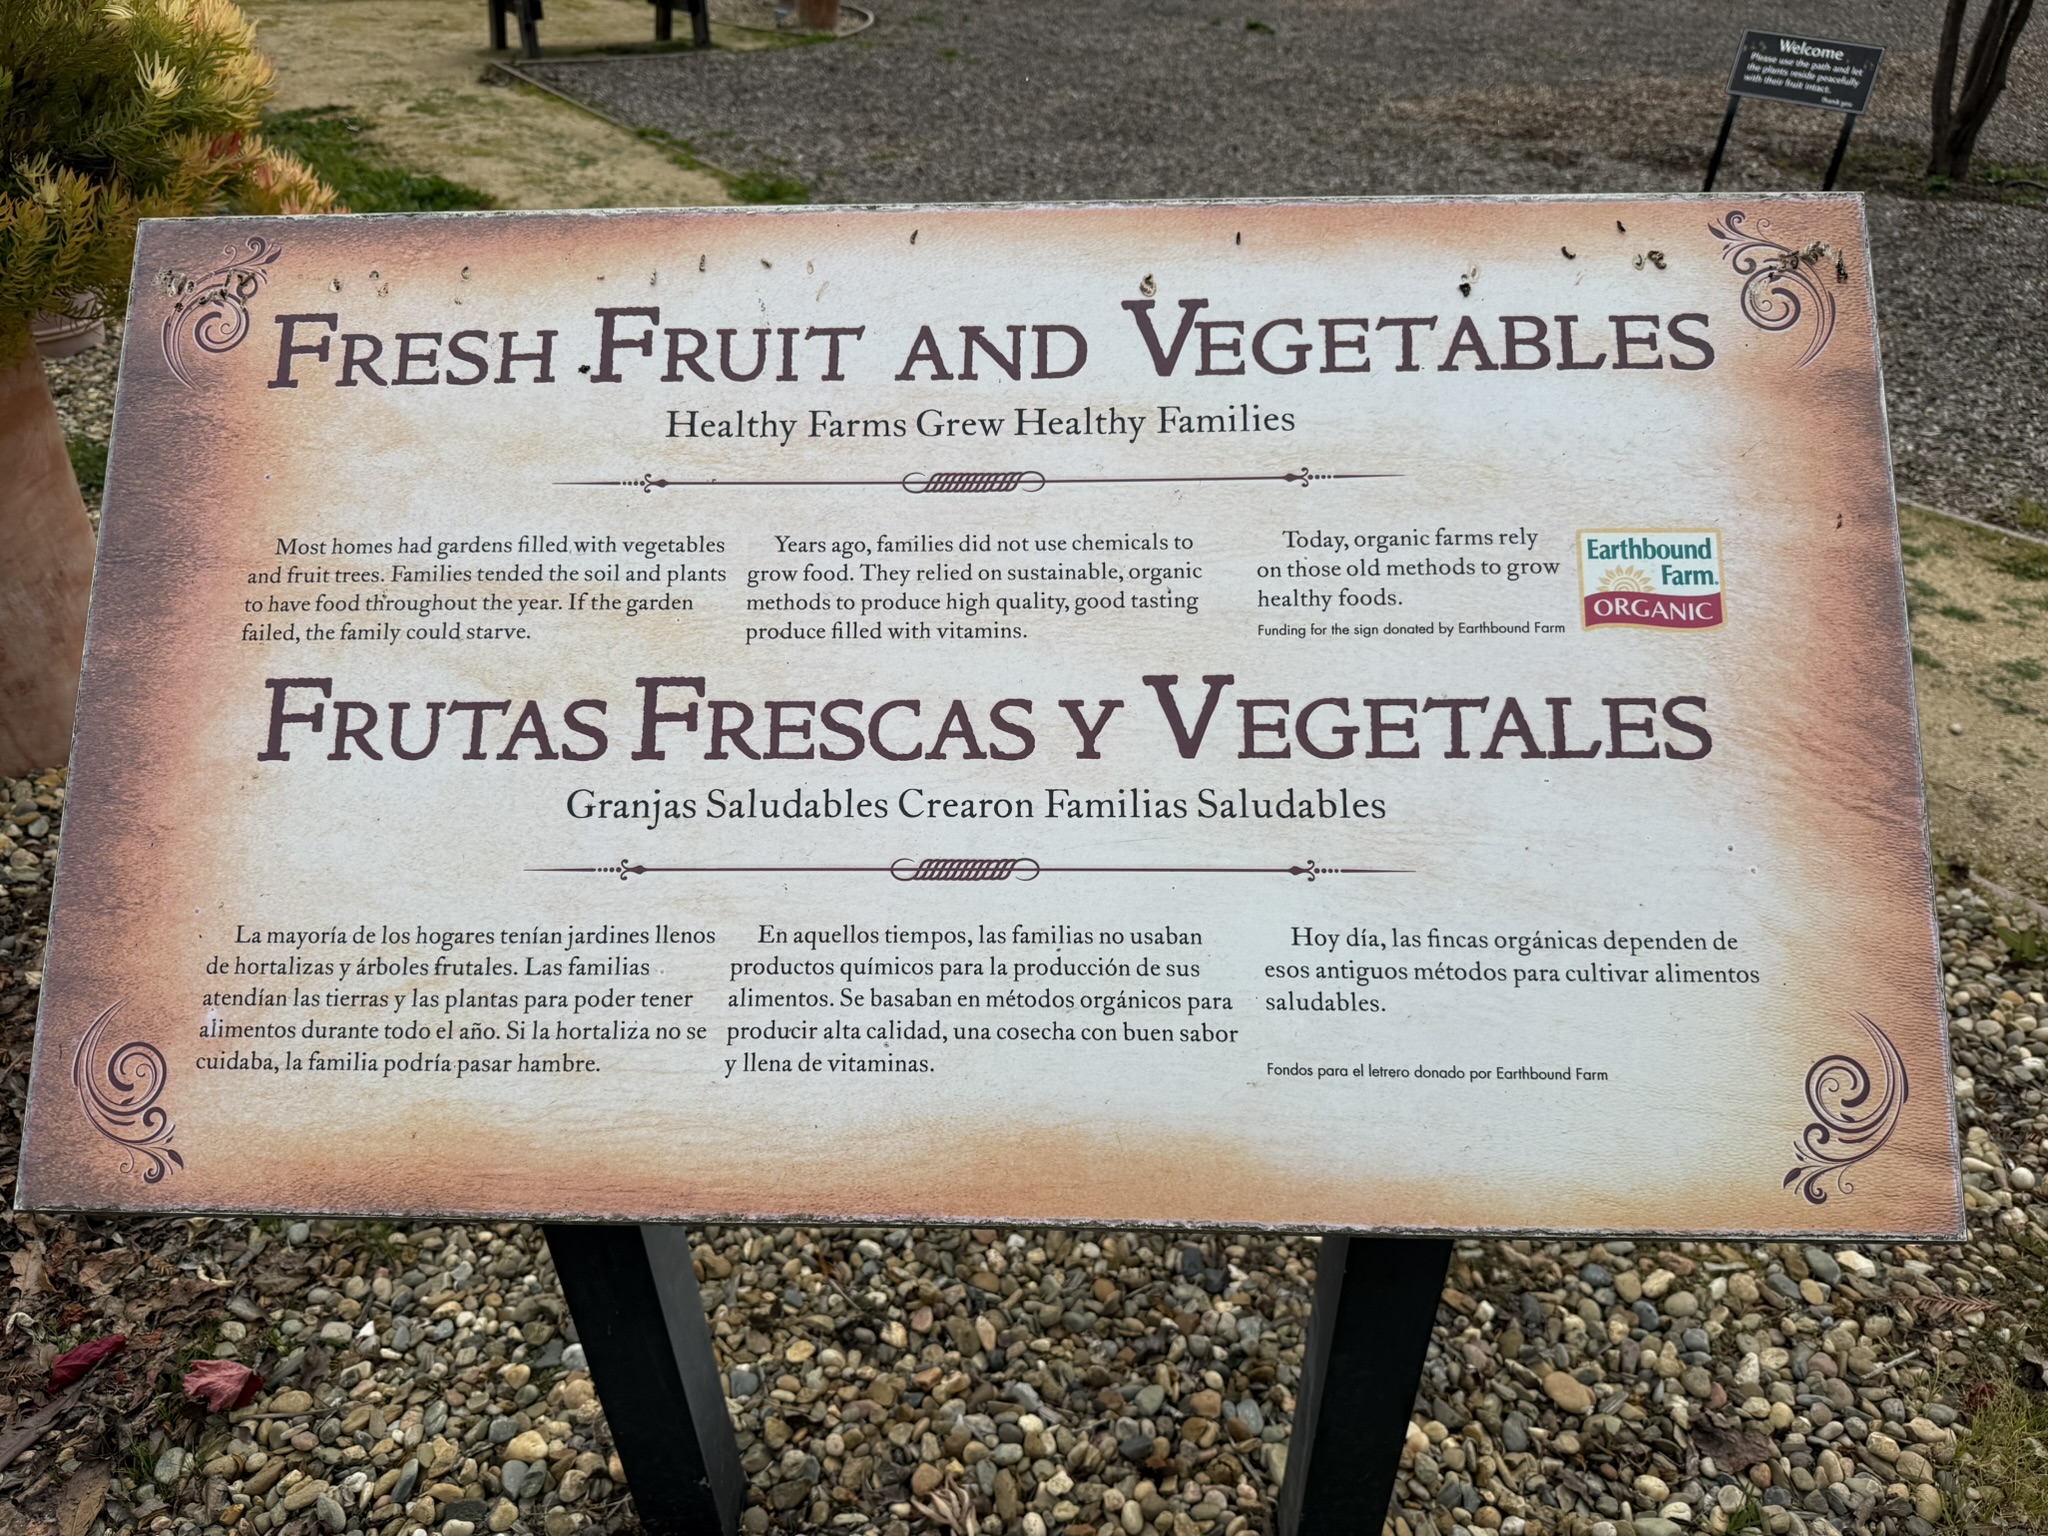 Welcome
Please use the path and let
the plants reside peacefully
with their fruit intact.
Thank you
FRESH FRUIT AND VEGETABLES
Healthy Farms Grew Healthy Families
Most homes had gardens filled with vegetables
and fruit trees. Families tended the soil and plants
to have food throughout the year. If the garden
failed, the family could starve.
Years ago, families did not use chemicals to
grow food. They relied on sustainable, organic
methods to produce high quality, good tasting
produce filled with vitamins.
Today, organic farms rely
on those old methods to grow
healthy foods.
Funding for the sign donated by Earthbound Farm
Earthbound
Farm.
ORGANIC
FRUTAS FRESCAS Y VEGETALES
Granjas Saludables Crearon Familias Saludables
La mayoría de los hogares tenían jardines llenos
de hortalizas y árboles frutales. Las familias
atendían las tierras y las plantas para poder tener
alimentos durante todo el año. Si la hortaliza no se
cuidaba, la familia podría pasar hambre.
En aquellos tiempos, las familias no usaban
productos químicos para la producción de sus
alimentos. Se basaban en métodos orgánicos para
producir alta calidad, una cosecha con buen sabor
y llena de vitaminas.
Hoy día, las fincas orgánicas dependen de
esos antiguos métodos para cultivar alimentos
saludables.
Fondos para el letrero donado por Earthbound Farm